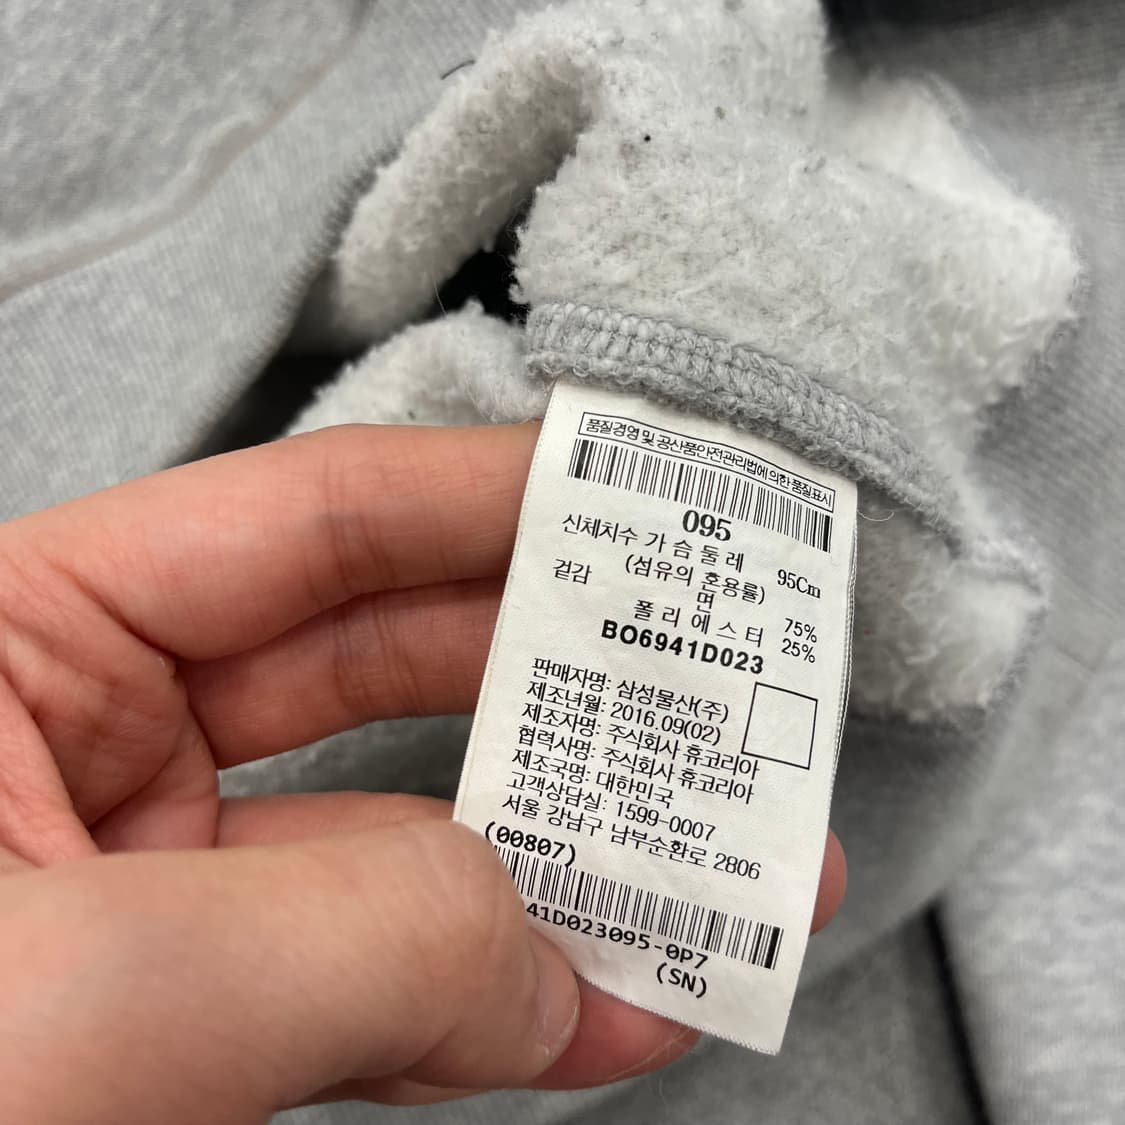 품질경영 및 공산품안전관리법에 의한 품질표시
095
신체치수 가슴둘레 95Cm
(섬유의 혼용률)
겉감 면 75%
폴리에스터 25%
BO6941D023
판매자명: 삼성물산(주)
제조년월: 2016.09(02)
제조자명: 주식회사 휴코리아
협력사명: 주식회사 휴코리아
제조국명: 대한민국
고객상담실: 1599-0007
서울 강남구 남부순환로 2806
(00807)
41D023095-0P7
(SN)